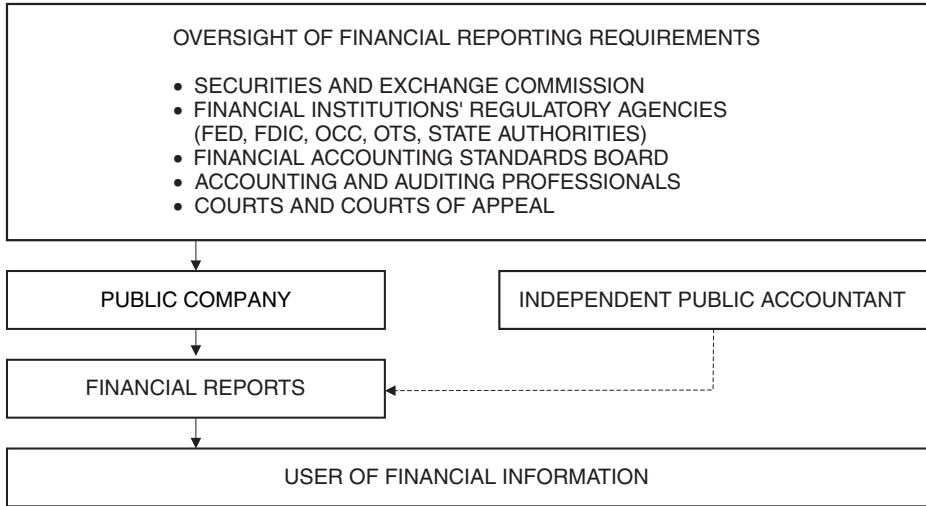 OVERSIGHT OF FINANCIAL REPORTING REQUIREMENTS
• SECURITIES AND EXCHANGE COMMISSION
• FINANCIAL INSTITUTIONS' REGULATORY AGENCIES
(FED, FDIC, OCC, OTS, STATE AUTHORITIES)
• FINANCIAL ACCOUNTING STANDARDS BOARD
• ACCOUNTING AND AUDITING PROFESSIONALS
• COURTS AND COURTS OF APPEAL
PUBLIC COMPANY
INDEPENDENT PUBLIC ACCOUNTANT
FINANCIAL REPORTS
USER OF FINANCIAL INFORMATION